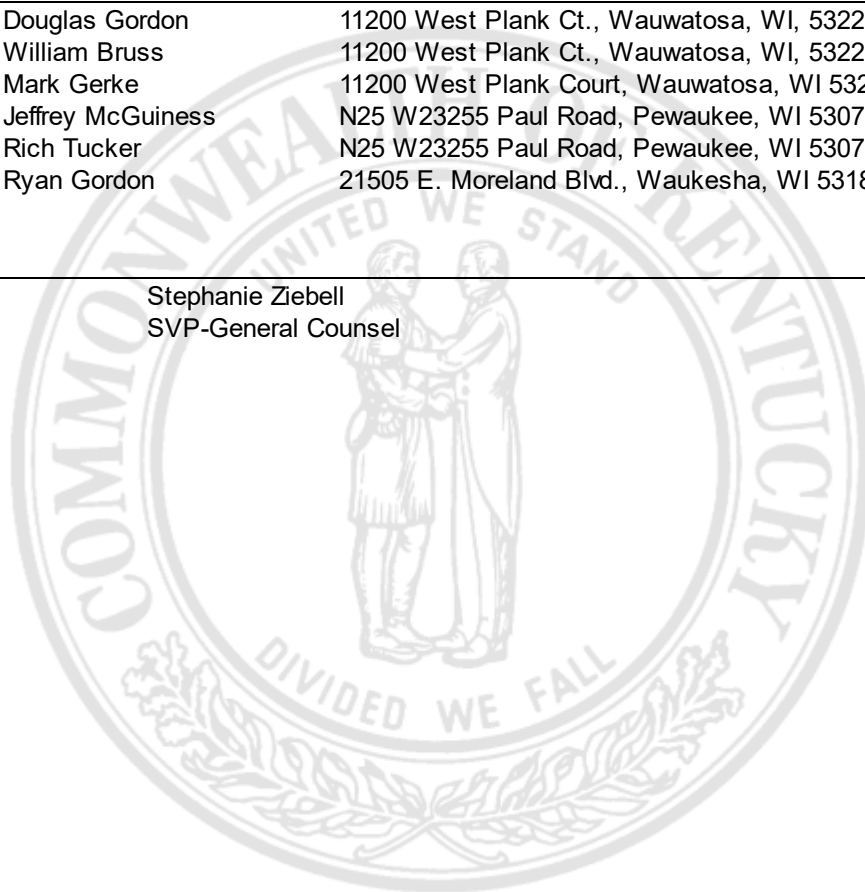 Douglas Gordon 11200 West Plank Ct., Wauwatosa, WI, 5322
William Bruss 11200 West Plank Ct., Wauwatosa, WI, 5322
Mark Gerke 11200 West Plank Court, Wauwatosa, WI 532
Jeffrey McGuiness N25 W23255 Paul Road, Pewaukee, WI 5307
Rich Tucker N25 W23255 Paul Road, Pewaukee, WI 5307
Ryan Gordon 21505 E. Moreland Blvd., Waukesha, WI 5318
Stephanie Ziebell
SVP-General Counsel
COMMONWEALTH OF KENTUCKY
UNITED WE STAND
DIVIDED WE FALL